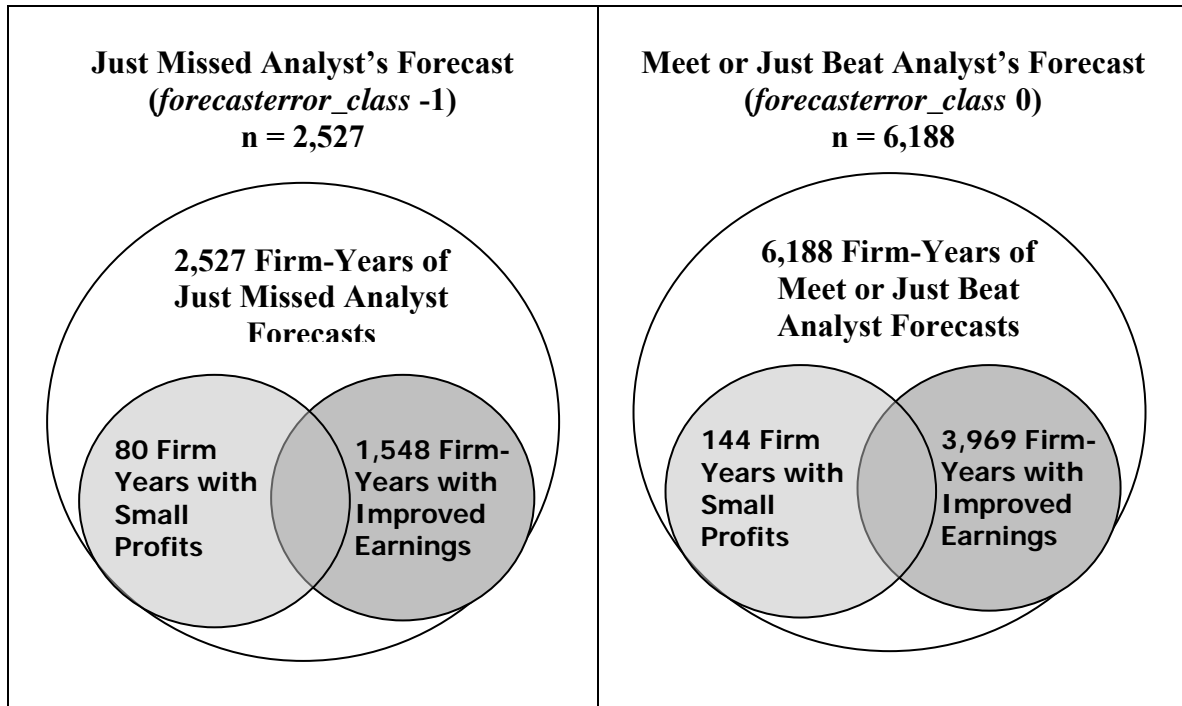 Just Missed Analyst's Forecast
(forecasterror_class -1)
n = 2,527
2,527 Firm-Years of
Just Missed Analyst
Forecasts
80 Firm
Years with
Small
Profits
1,548 Firm-
Years with
Improved
Earnings
Meet or Just Beat Analyst's Forecast
(forecasterror_class 0)
n = 6,188
6,188 Firm-Years of
Meet or Just Beat
Analyst Forecasts
144 Firm
Years with
Small
Profits
3,969 Firm-
Years with
Improved
Earnings